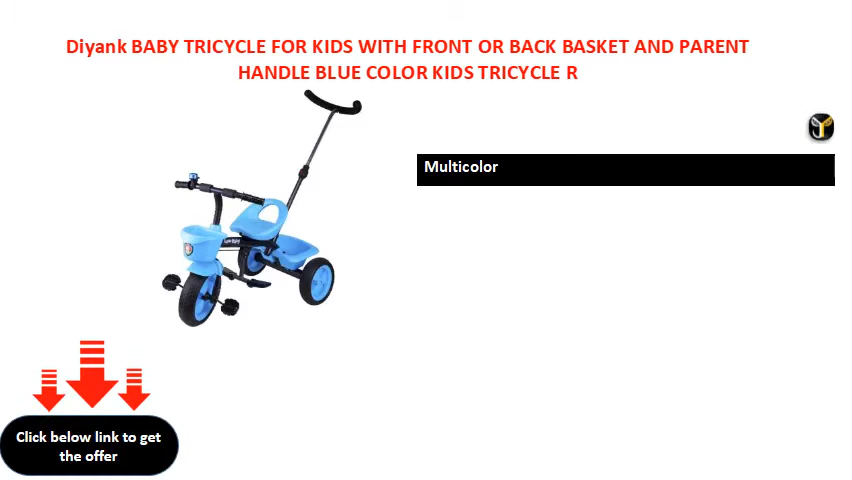 Diyank BABY TRICYCLE FOR KIDS WITH FRONT OR BACK BASKET AND PARENT
HANDLE BLUE COLOR KIDS TRICYCLE R
Multicolor
Click below link to get
the offer